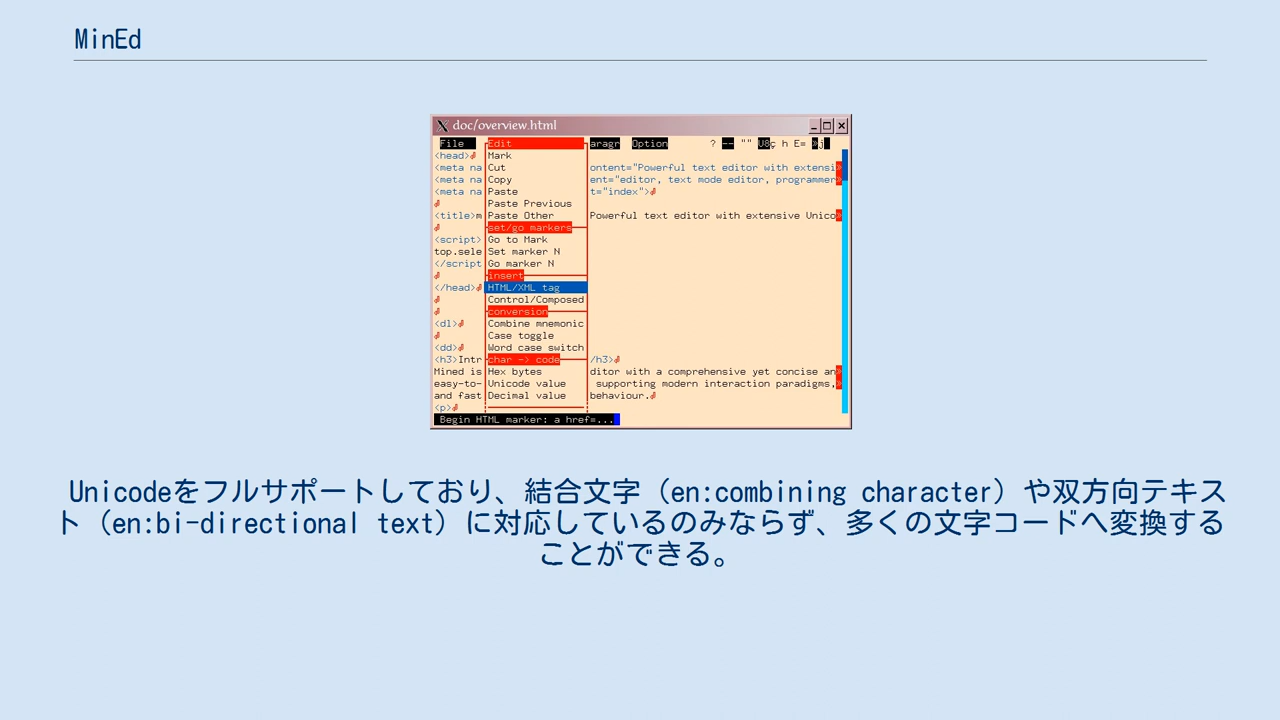 MinEd
doc/overview.html
File Edit aragr Option ? -- "" U8ç h E= »j
<head> Mark
<meta na Cut ontent="Powerful text editor with extensi»
<meta na Copy ent="editor, text mode editor, programmer»
<meta na Paste t="index">
Paste Previous
<title>m Paste Other Powerful text editor with extensive Unico»
set/go markers
<script> Go to Mark
top.sele Set marker N
</script Go marker N
insert
</head> HTML/XML tag
Control/Composed
conversion
<dl> Combine mnemonic
Case toggle
<dd> Word case switch
<h3>Intr char -> code /h3>
Mined is Hex bytes ditor with a comprehensive yet concise an»
easy-to- Unicode value supporting modern interaction paradigms,»
and fast Decimal value behaviour.
<p>
Begin HTML marker: a href=...
Unicodeをフルサポートしており、結合文字（en:combining character）や双方向テキス
ト（en:bi-directional text）に対応しているのみならず、多くの文字コードへ変換する
ことができる。